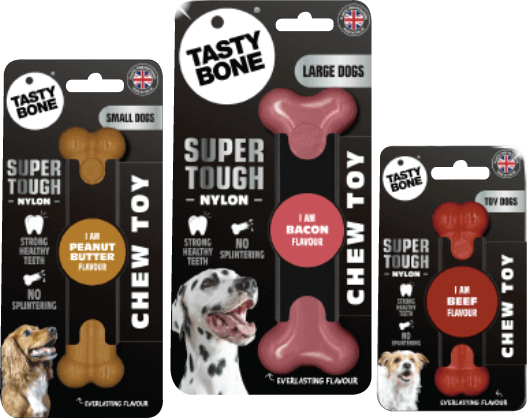 TASTY
BONE
SMALL DOGS
SUPER
TOUGH
NYLON
STRONG
HEALTHY
TEETH
NO
SPLINTERING
I AM
PEANUT
BUTTER
FLAVOUR
CHEW TOY
EVERLASTING FLAVOUR
TASTY
BONE
LARGE DOGS
SUPER
TOUGH
NYLON
STRONG
HEALTHY
TEETH
NO
SPLINTERING
I AM
BACON
FLAVOUR
CHEW TOY
EVERLASTING FLAVOUR
TASTY
BONE
TOY DOGS
SUPER
TOUGH
NYLON
STRONG
HEALTHY
TEETH
NO
SPLINTERING
I AM
BEEF
FLAVOUR
CHEW TOY
EVERLASTING FLAVOUR